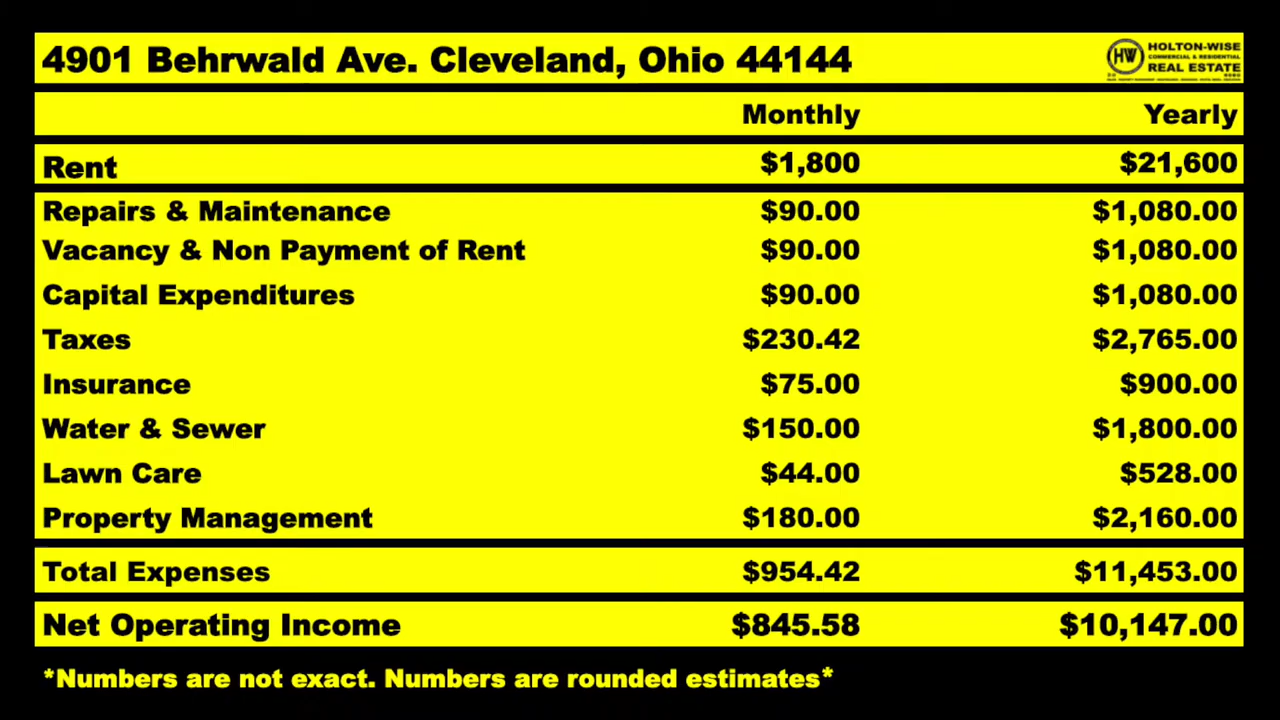 4901 Behrwald Ave. Cleveland, Ohio 44144
HW HOLTON-WISE
COMMERCIAL & RESIDENTIAL
REAL ESTATE
Monthly Yearly
Rent $1,800 $21,600
Repairs & Maintenance $90.00 $1,080.00
Vacancy & Non Payment of Rent $90.00 $1,080.00
Capital Expenditures $90.00 $1,080.00
Taxes $230.42 $2,765.00
Insurance $75.00 $900.00
Water & Sewer $150.00 $1,800.00
Lawn Care $44.00 $528.00
Property Management $180.00 $2,160.00
Total Expenses $954.42 $11,453.00
Net Operating Income $845.58 $10,147.00
*Numbers are not exact. Numbers are rounded estimates*